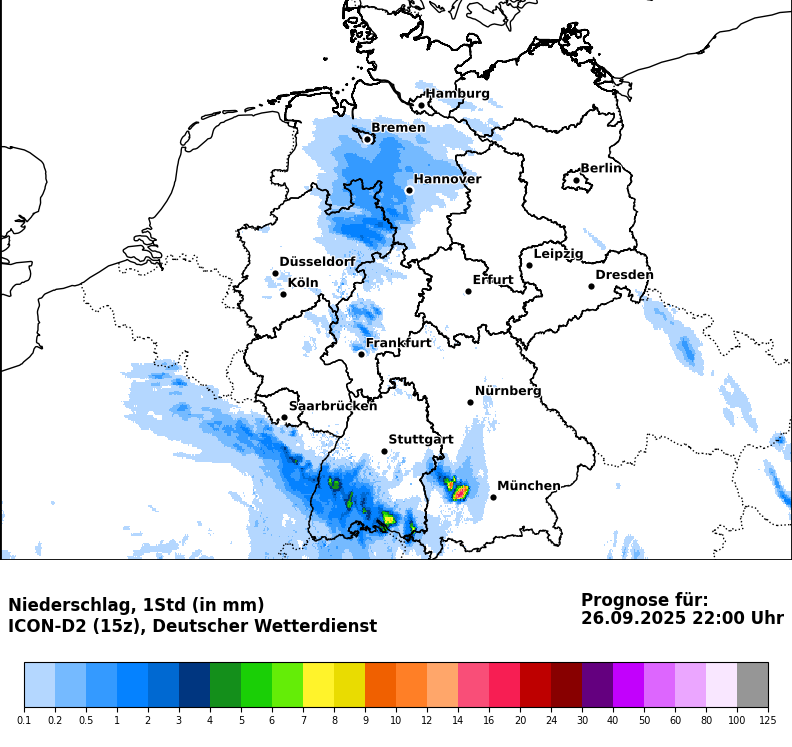 Hamburg
Bremen
Berlin
Hannover
Leipzig
Düsseldorf
Dresden
Erfurt
Köln
Frankfurt
Nürnberg
Saarbrücken
Stuttgart
München
Niederschlag, 1Std (in mm)
ICON-D2 (15z), Deutscher Wetterdienst
Prognose für:
26.09.2025 22:00 Uhr
0.1 0.2 0.5 1 2 3 4 5 6 7 8 9 10 12 14 16 20 24 30 40 50 60 80 100 125